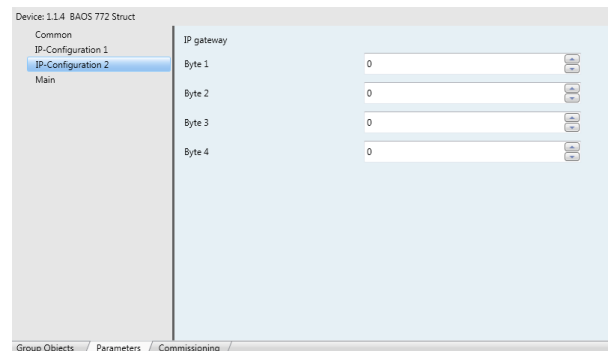 Device: 1.1.4 BAOS 772 Struct
Common
IP-Configuration 1
IP-Configuration 2
Main
IP gateway
Byte 1 0
Byte 2 0
Byte 3 0
Byte 4 0
Group Objects / Parameters / Commissioning /